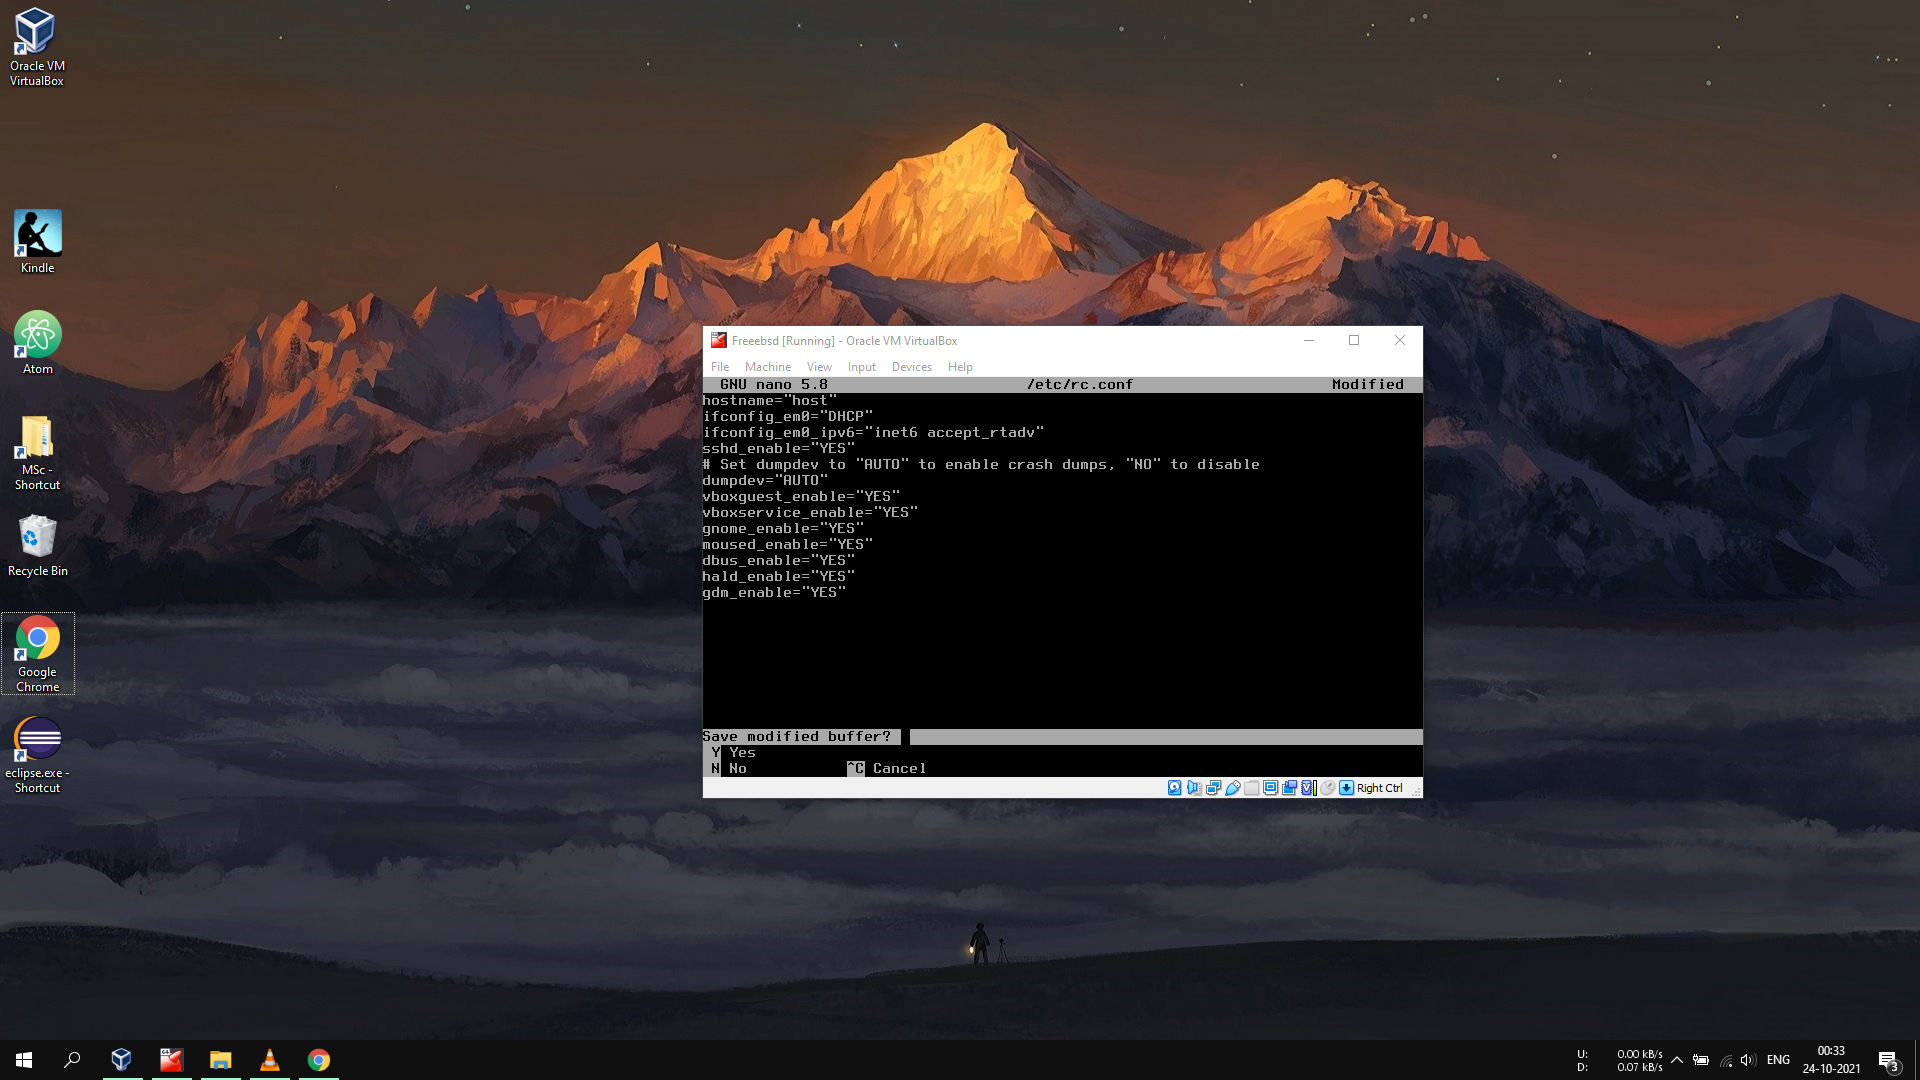 Oracle VM
VirtualBox
Kindle
Atom
MSc -
Shortcut
Recycle Bin
Google
Chrome
eclipse.exe -
Shortcut
Freeebsd [Running] - Oracle VM VirtualBox
File Machine View Input Devices Help
GNU nano 5.8 /etc/rc.conf Modified
hostname="host"
ifconfig_em0="DHCP"
ifconfig_em0_ipv6="inet6 accept_rtadv"
sshd_enable="YES"
# Set dumpdev to "AUTO" to enable crash dumps, "NO" to disable
dumpdev="AUTO"
vboxguest_enable="YES"
vboxservice_enable="YES"
gnome_enable="YES"
moused_enable="YES"
dbus_enable="YES"
hald_enable="YES"
gdm_enable="YES"
Save modified buffer?
Y Yes
N No ^C Cancel
Right Ctrl
U: 0.00 kB/s
D: 0.07 kB/s
ENG
00:33
24-10-2021
3